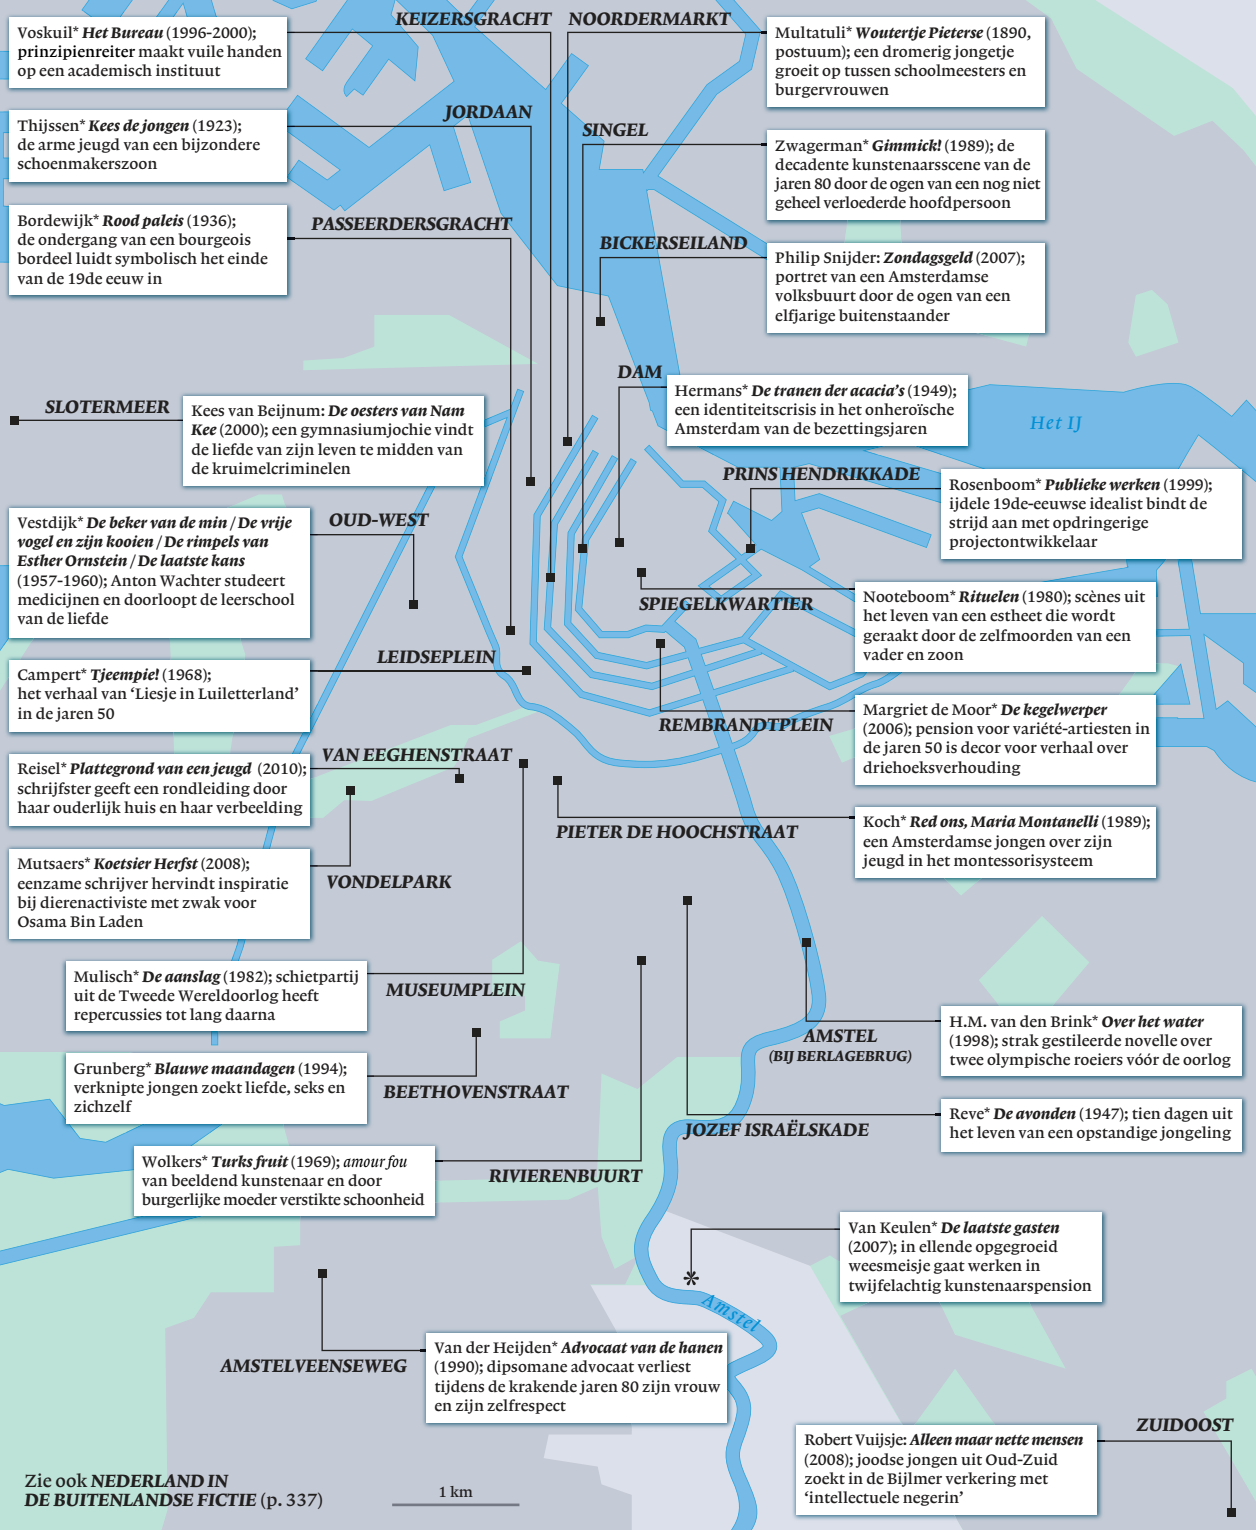 KEIZERSGRACHT
Voskuil* Het Bureau (1996-2000);
prinzipienreiter maakt vuile handen
op een academisch instituut
NOORDERMARKT
Multatuli* Woutertje Pieterse (1890,
postuum); een dromerig jongetje
groeit op tussen schoolmeesters en
burgervrouwen
JORDAAN
Thijssen* Kees de jongen (1923);
de arme jeugd van een bijzondere
schoenmakerszoon
SINGEL
Zwagerman* Gimmick! (1989); de
decadente kunstenaarsscene van de
jaren 80 door de ogen van een nog niet
geheel verloederde hoofdpersoon
PASSEERDERSGRACHT
Bordewijk* Rood paleis (1936);
de ondergang van een bourgeois
bordeel luidt symbolisch het einde
van de 19de eeuw in
BICKERSEILAND
Philip Snijder: Zondagsgeld (2007);
portret van een Amsterdamse
volksbuurt door de ogen van een
elfjarige buitenstaander
DAM
Hermans* De tranen der acacia's (1949);
een identiteitscrisis in het onheroïsche
Amsterdam van de bezettingsjaren
Het IJ
SLOTERMEER
Kees van Beijnum: De oesters van Nam
Kee (2000); een gymnasiumjochie vindt
de liefde van zijn leven te midden van
de kruimelcriminelen
PRINS HENDRIKKADE
Rosenboom* Publieke werken (1999);
ijdele 19de-eeuwse idealist bindt de
strijd aan met opdringerige
projectontwikkelaar
OUD-WEST
Vestdijk* De beker van de min / De vrije
vogel en zijn kooien / De rimpels van
Esther Ornstein / De laatste kans
(1957-1960); Anton Wachter studeert
medicijnen en doorloopt de leerschool
van de liefde
SPIEGELKWARTIER
Nooteboom* Rituelen (1980); scènes uit
het leven van een estheet die wordt
geraakt door de zelfmoorden van een
vader en zoon
LEIDSEPLEIN
Campert* Tjeempie! (1968);
het verhaal van ‘Liesje in Luiletterland’
in de jaren 50
REMBRANDTPLEIN
Margriet de Moor* De kegelwerper
(2006); pension voor variété-artiesten in
de jaren 50 is decor voor verhaal over
driehoeksverhouding
VAN EEGHENSTRAAT
Reisel* Plattegrond van een jeugd (2010);
schrijfster geeft een rondleiding door
haar ouderlijk huis en haar verbeelding
PIETER DE HOOCHSTRAAT
Koch* Red ons, Maria Montanelli (1989);
een Amsterdamse jongen over zijn
jeugd in het montessorisysteem
VONDELPARK
Mutsaers* Koetsier Herfst (2008);
eenzame schrijver hervindt inspiratie
bij dierenactiviste met zwak voor
Osama Bin Laden
MUSEUMPLEIN
Mulisch* De aanslag (1982); schietpartij
uit de Tweede Wereldoorlog heeft
repercussies tot lang daarna
AMSTEL
(BIJ BERLAGEBRUG)
H.M. van den Brink* Over het water
(1998); strak gestileerde novelle over
twee olympische roeiers vóór de oorlog
BEETHOVENSTRAAT
Grunberg* Blauwe maandagen (1994);
verknipte jongen zoekt liefde, seks en
zichzelf
JOZEF ISRAËLSKADE
Reve* De avonden (1947); tien dagen uit
het leven van een opstandige jongeling
RIVIERENBUURT
Wolkers* Turks fruit (1969); amour fou
van beeldend kunstenaar en door
burgerlijke moeder verstikte schoonheid
Van Keulen* De laatste gasten
(2007); in ellende opgegroeid
weesmeisje gaat werken in
twijfelachtig kunstenaarspension
*
Amstel
AMSTELVEENSEWEG
Van der Heijden* Advocaat van de hanen
(1990); dipsomane advocaat verliest
tijdens de krakende jaren 80 zijn vrouw
en zijn zelfrespect
ZUIDOOST
Robert Vuijsje: Alleen maar nette mensen
(2008); joodse jongen uit Oud-Zuid
zoekt in de Bijlmer verkering met
‘intellectuele negerin’
Zie ook NEDERLAND IN
DE BUITENLANDSE FICTIE (p. 337)
1 km